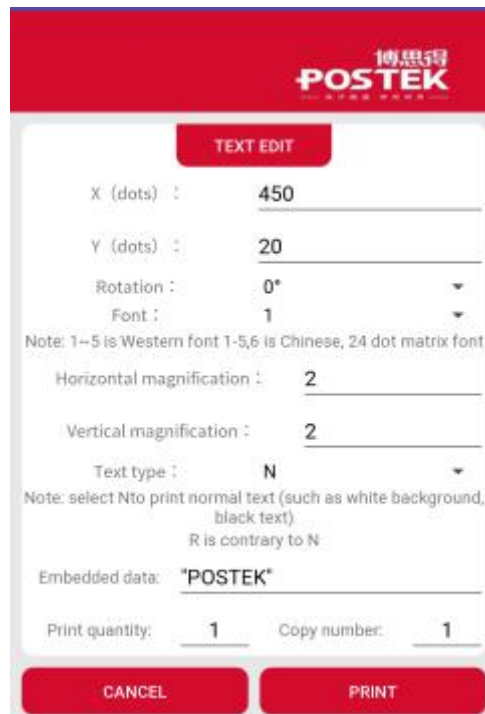 博思得
POSTEK
TEXT EDIT
X (dots) : 450
Y (dots) : 20
Rotation : 0°
Font : 1
Note: 1~5 is Western font 1-5,6 is Chinese, 24 dot matrix font
Horizontal magnification : 2
Vertical magnification : 2
Text type : N
Note: select Nto print normal text (such as white background,
black text)
R is contrary to N
Embedded data: "POSTEK"
Print quantity: 1 Copy number: 1
CANCEL PRINT